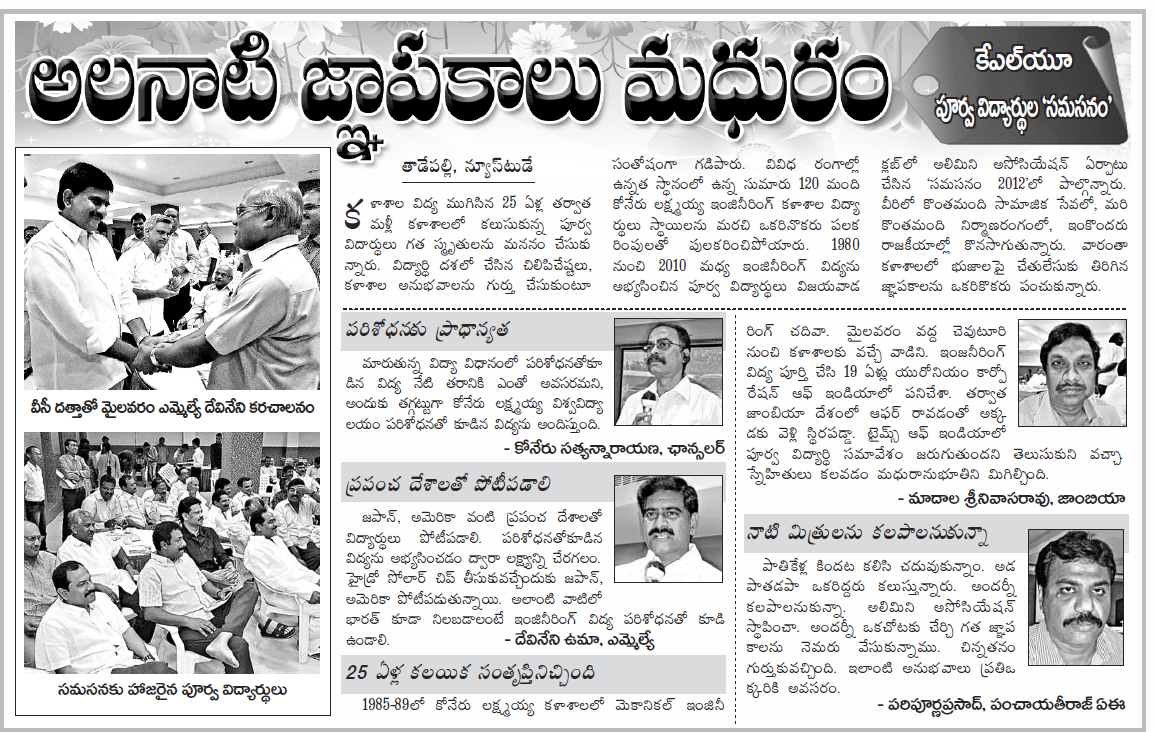 అలనాటి జ్ఞాపకాలు మధురం
కేఎల్‌యూ
పూర్వ విద్యార్థుల ‘సమసనం’
వీసీ దత్తాతో మైలవరం ఎమ్మెల్యే దేవినేని కరచాలనం
సమసనకు హాజరైన పూర్వ విద్యార్థులు
తాడేపల్లి, న్యూస్‌టుడే
కళాశాల విద్య ముగిసిన 25 ఏళ్ల తర్వాత
మళ్లీ కళాశాలలో కలుసుకున్న పూర్వ
విదార్థులు గత స్మృతులను మననం చేసుకు
న్నారు. విద్యార్థి దశలో చేసిన చిలిపిచేష్టలు,
కళాశాల అనుభవాలను గుర్తు చేసుకుంటూ
సంతోషంగా గడిపారు. వివిధ రంగాల్లో
ఉన్నత స్థానంలో ఉన్న సుమారు 120 మంది
కోనేరు లక్ష్మయ్య ఇంజినీరింగ్ కళాశాల విద్యా
ర్థులు స్థాయిలను మరచి ఒకరినొకరు పలక
రింపులతో పులకరించిపోయారు. 1980
నుంచి 2010 మధ్య ఇంజినీరింగ్ విద్యను
అభ్యసించిన పూర్వ విద్యార్థులు విజయవాడ
క్లబ్‌లో అలిమిని అసోసియేషన్ ఏర్పాటు
చేసిన ‘సమసనం 2012’లో పాల్గొన్నారు.
వీరిలో కొంతమంది సామాజిక సేవలో, మరి
కొంతమంది నిర్మాణరంగంలో, ఇంకొందరు
రాజకీయాల్లో కొనసాగుతున్నారు. వారంతా
కళాశాలలో భుజాలపై చేతులేసుకు తిరిగిన
జ్ఞాపకాలను ఒకరికొకరు పంచుకున్నారు.
పరిశోధనకు ప్రాధాన్యత
మారుతున్న విద్యా విధానంలో పరిశోధనతోకూ
డిన విద్య నేటి తరానికి ఎంతో అవసరమని,
అందుకు తగ్గట్టుగా కోనేరు లక్ష్మయ్య విశ్వవిద్యా
లయం పరిశోధనతో కూడిన విద్యను అందిస్తుంది.
- కోనేరు సత్యన్నారాయణ, ఛాన్సలర్
ప్రపంచ దేశాలతో పోటీపడాలి
జపాన్, అమెరికా వంటి ప్రపంచ దేశాలతో
విద్యార్థులు పోటీపడాలి. పరిశోధనతోకూడిన
విద్యను అభ్యసించడం ద్వారా లక్ష్యాన్ని చేరగలం.
హైడ్రో సోలార్ చిప్ తీసుకువచ్చేందుకు జపాన్,
అమెరికా పోటీపడుతున్నాయి. అలాంటి వాటిలో
భారత్ కూడా నిలబడాలంటే ఇంజినీరింగ్ విద్య పరిశోధనతో కూడి
ఉండాలి.
- దేవినేని ఉమా, ఎమ్మెల్యే
25 ఏళ్ల కలయిక సంతృప్తినిచ్చింది
1985-89లో కోనేరు లక్ష్మయ్య కళాశాలలో మెకానికల్ ఇంజినీ
రింగ్ చదివా. మైలవరం వద్ద చెవుటూరి
నుంచి కళాశాలకు వచ్చే వాడిని. ఇంజనీరింగ్
విద్య పూర్తి చేసి 19 ఏళ్లు యురోనియం కార్పో
రేషన్ ఆఫ్ ఇండియాలో పనిచేశా. తర్వాత
జాంబియా దేశంలో ఆఫర్ రావడంతో అక్క
డకు వెళ్లి స్థిరపడ్డా. టైమ్స్ ఆఫ్ ఇండియాలో
పూర్వ విద్యార్థి సమావేశం జరుగుతుందని తెలుసుకుని వచ్చా.
స్నేహితులు కలవడం మధురానుభూతిని మిగిల్చింది.
- మాదాల శ్రీనివాసరావు, జాంబియా
నాటి మిత్రులను కలపాలనుకున్నా
పాతికేళ్ల కిందట కలిసి చదువుకున్నాం. అడ
పాతడపా ఒకరిద్దరు కలుస్తున్నారు. అందర్నీ
కలపాలనుకున్నా. అలిమిని అసోసియేషన్
స్థాపించా. అందర్నీ ఒకచోటకు చేర్చి గత జ్ఞాప
కాలను నెమరు వేసుకున్నాము. చిన్నతనం
గుర్తుకువచ్చింది. ఇలాంటి అనుభవాలు ప్రతిఒ
క్కరికి అవసరం.
- పరిపూర్ణప్రసాద్, పంచాయతీరాజ్ ఏఈ